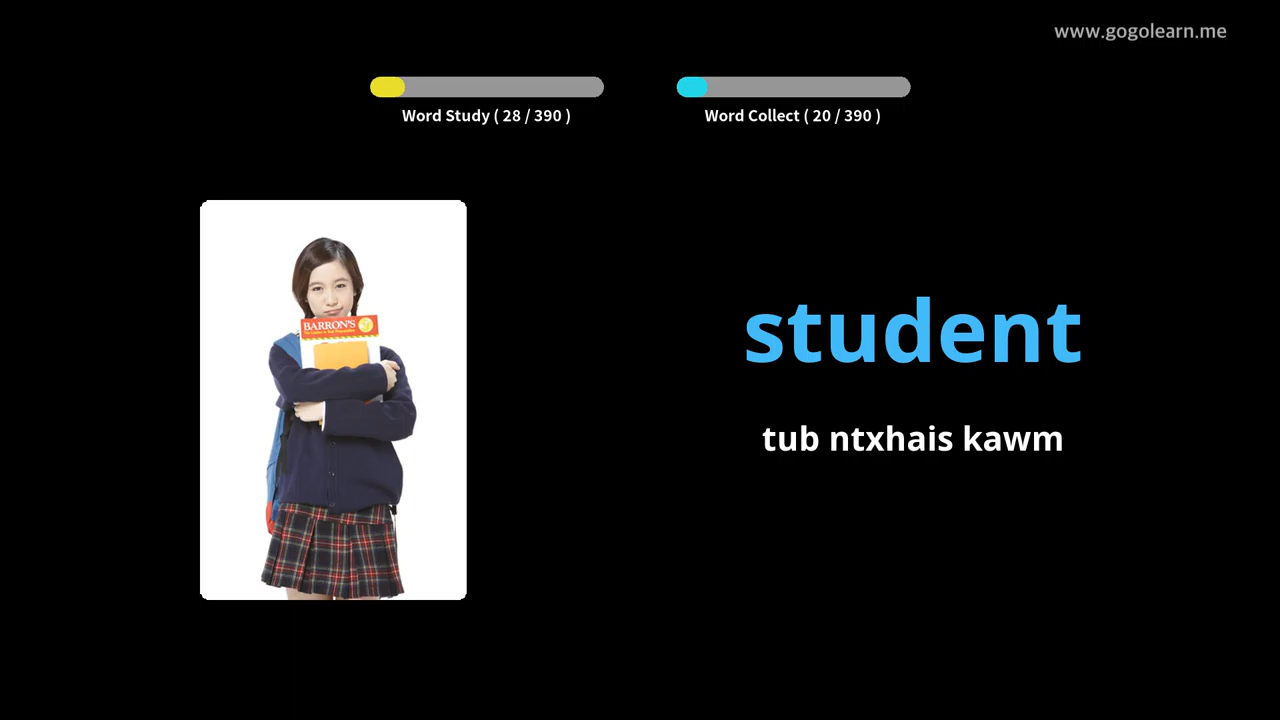 www.gogolearn.me
Word Study ( 28 / 390 )
Word Collect ( 20 / 390 )
BARRON'S
student
tub ntxhais kawm